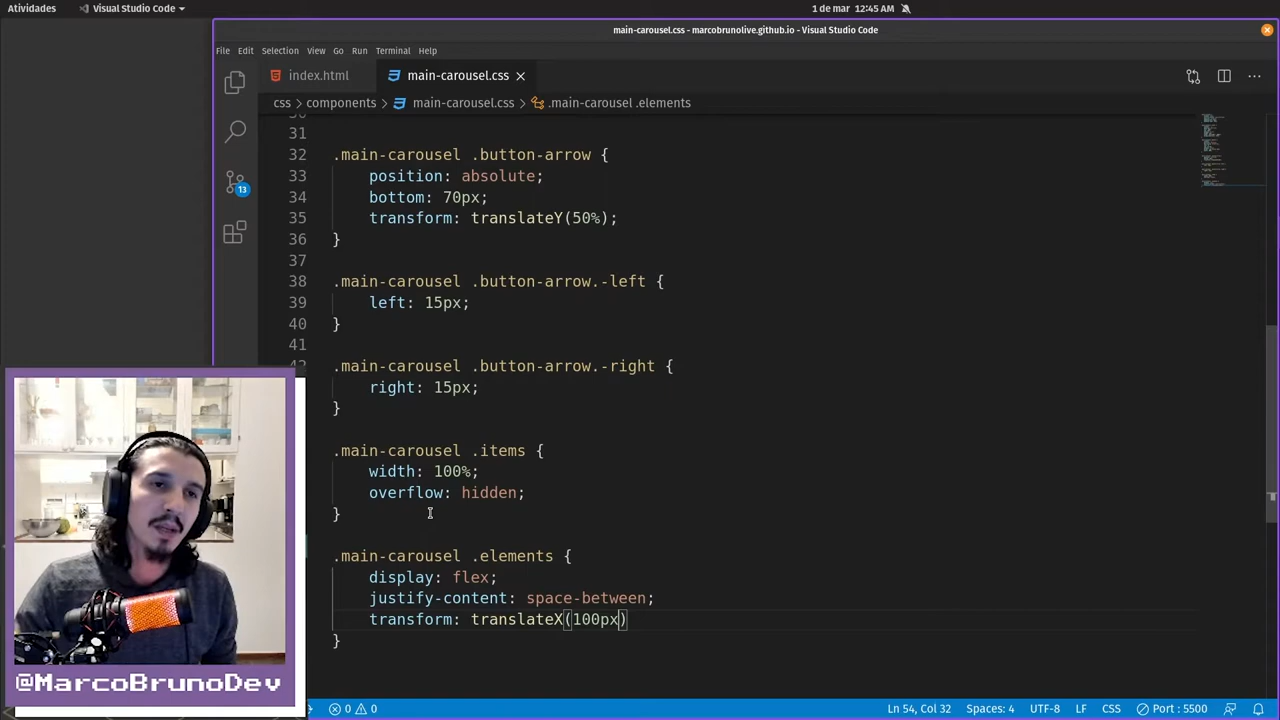 Atividades
Visual Studio Code
1 de mar 12:45 AM
main-carousel.css - marcobrunolive.github.io - Visual Studio Code
File Edit Selection View Go Run Terminal Help
index.html
main-carousel.css
css > components > main-carousel.css > .main-carousel .elements
30
31
32 .main-carousel .button-arrow {
33 position: absolute;
34 bottom: 70px;
35 transform: translateY(50%);
36 }
37
38 .main-carousel .button-arrow.-left {
39 left: 15px;
40 }
41
42 .main-carousel .button-arrow.-right {
right: 15px;
}
.main-carousel .items {
width: 100%;
overflow: hidden;
}
.main-carousel .elements {
display: flex;
justify-content: space-between;
transform: translateX(100px)
}
13
@MarcoBrunoDev
0 0
Ln 54, Col 32 Spaces: 4 UTF-8 LF CSS Port : 5500